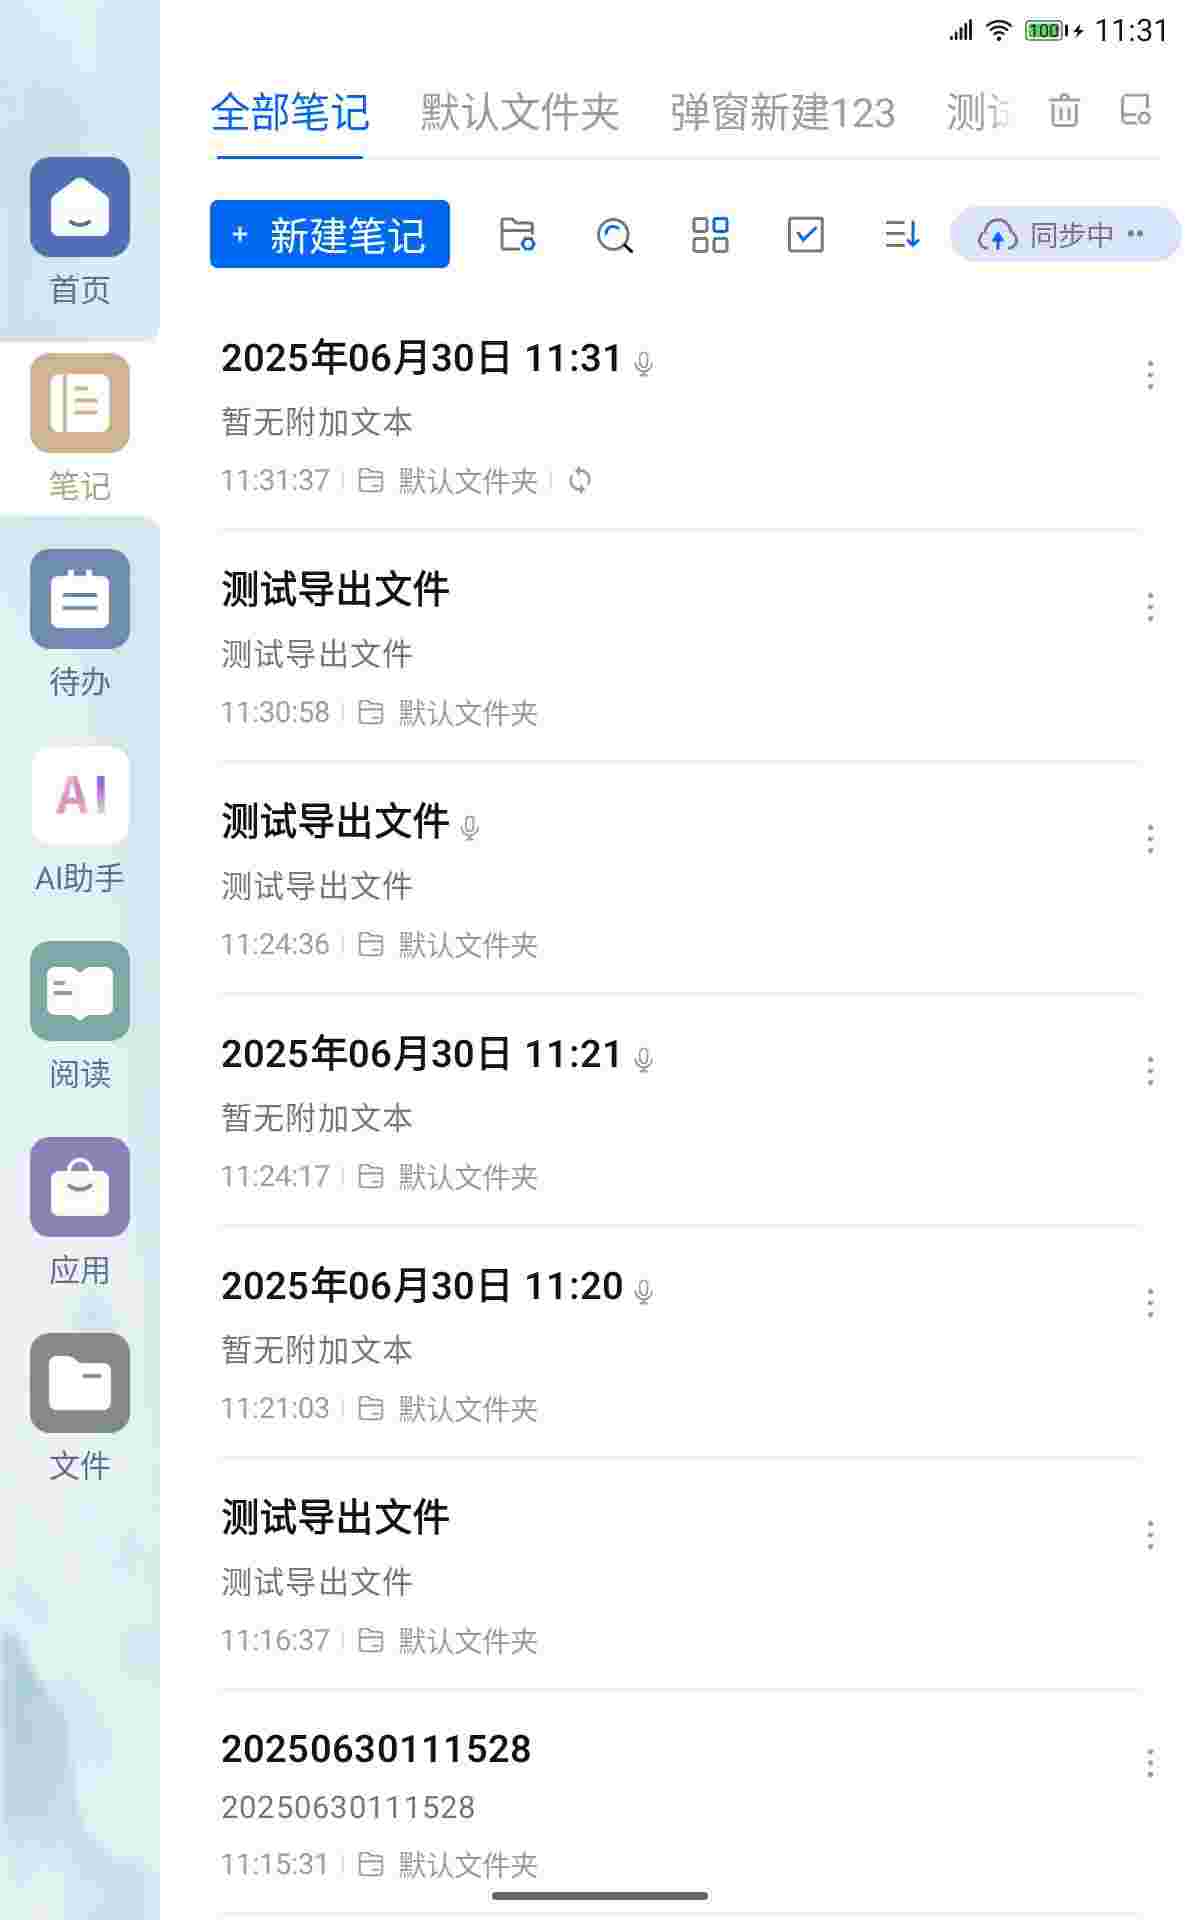 100 11:31
全部笔记 默认文件夹 弹窗新建123 测
首页
+ 新建笔记 同步中
笔记
2025年06月30日 11:31
暂无附加文本
11:31:37 默认文件夹
待办
测试导出文件
测试导出文件
11:30:58 默认文件夹
AI
AI助手
测试导出文件
测试导出文件
11:24:36 默认文件夹
阅读
2025年06月30日 11:21
暂无附加文本
11:24:17 默认文件夹
应用
2025年06月30日 11:20
暂无附加文本
11:21:03 默认文件夹
文件
测试导出文件
测试导出文件
11:16:37 默认文件夹
20250630111528
20250630111528
11:15:31 默认文件夹